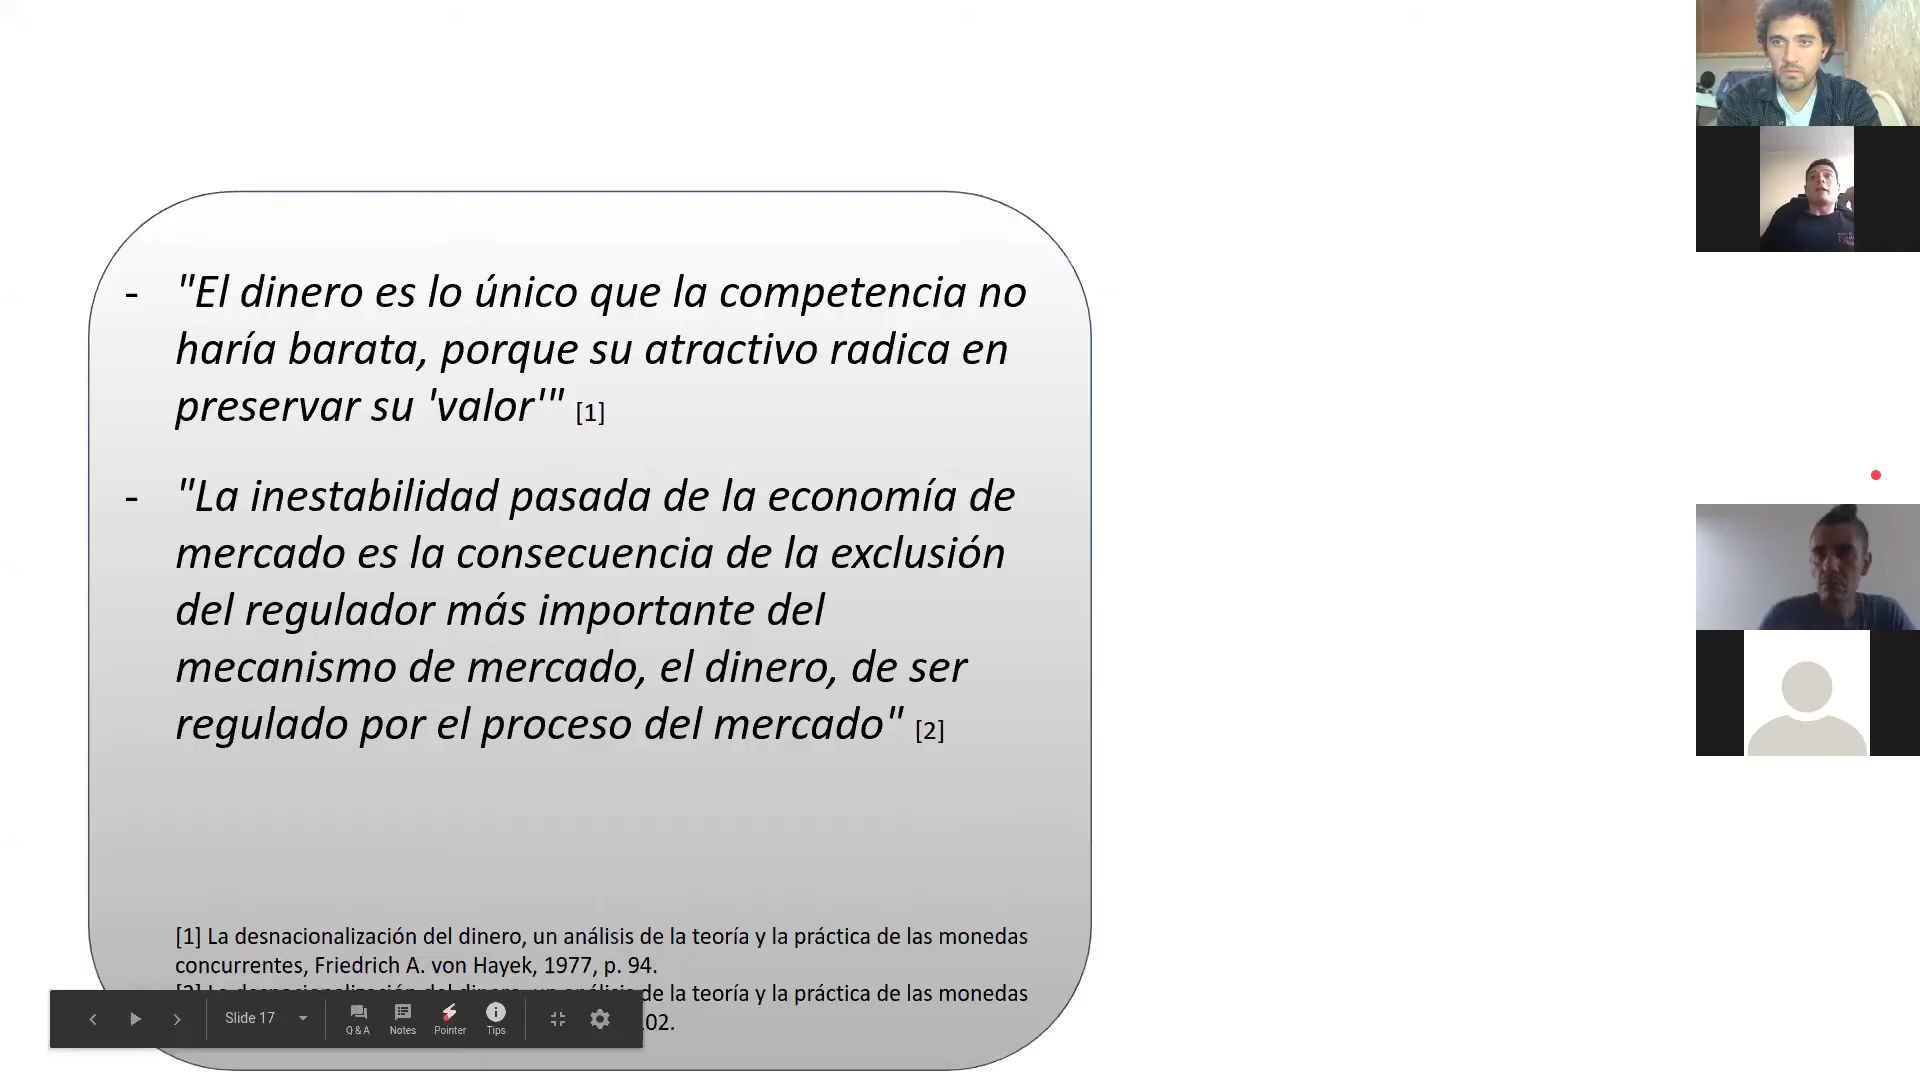 - "El dinero es lo único que la competencia no
haría barata, porque su atractivo radica en
preservar su 'valor'" [1]
- "La inestabilidad pasada de la economía de
mercado es la consecuencia de la exclusión
del regulador más importante del
mecanismo de mercado, el dinero, de ser
regulado por el proceso del mercado" [2]
[1] La desnacionalización del dinero, un análisis de la teoría y la práctica de las monedas
concurrentes, Friedrich A. von Hayek, 1977, p. 94.
de la teoría y la práctica de las monedas
02.
Slide 17
Q & A
Notes
Pointer
Tips